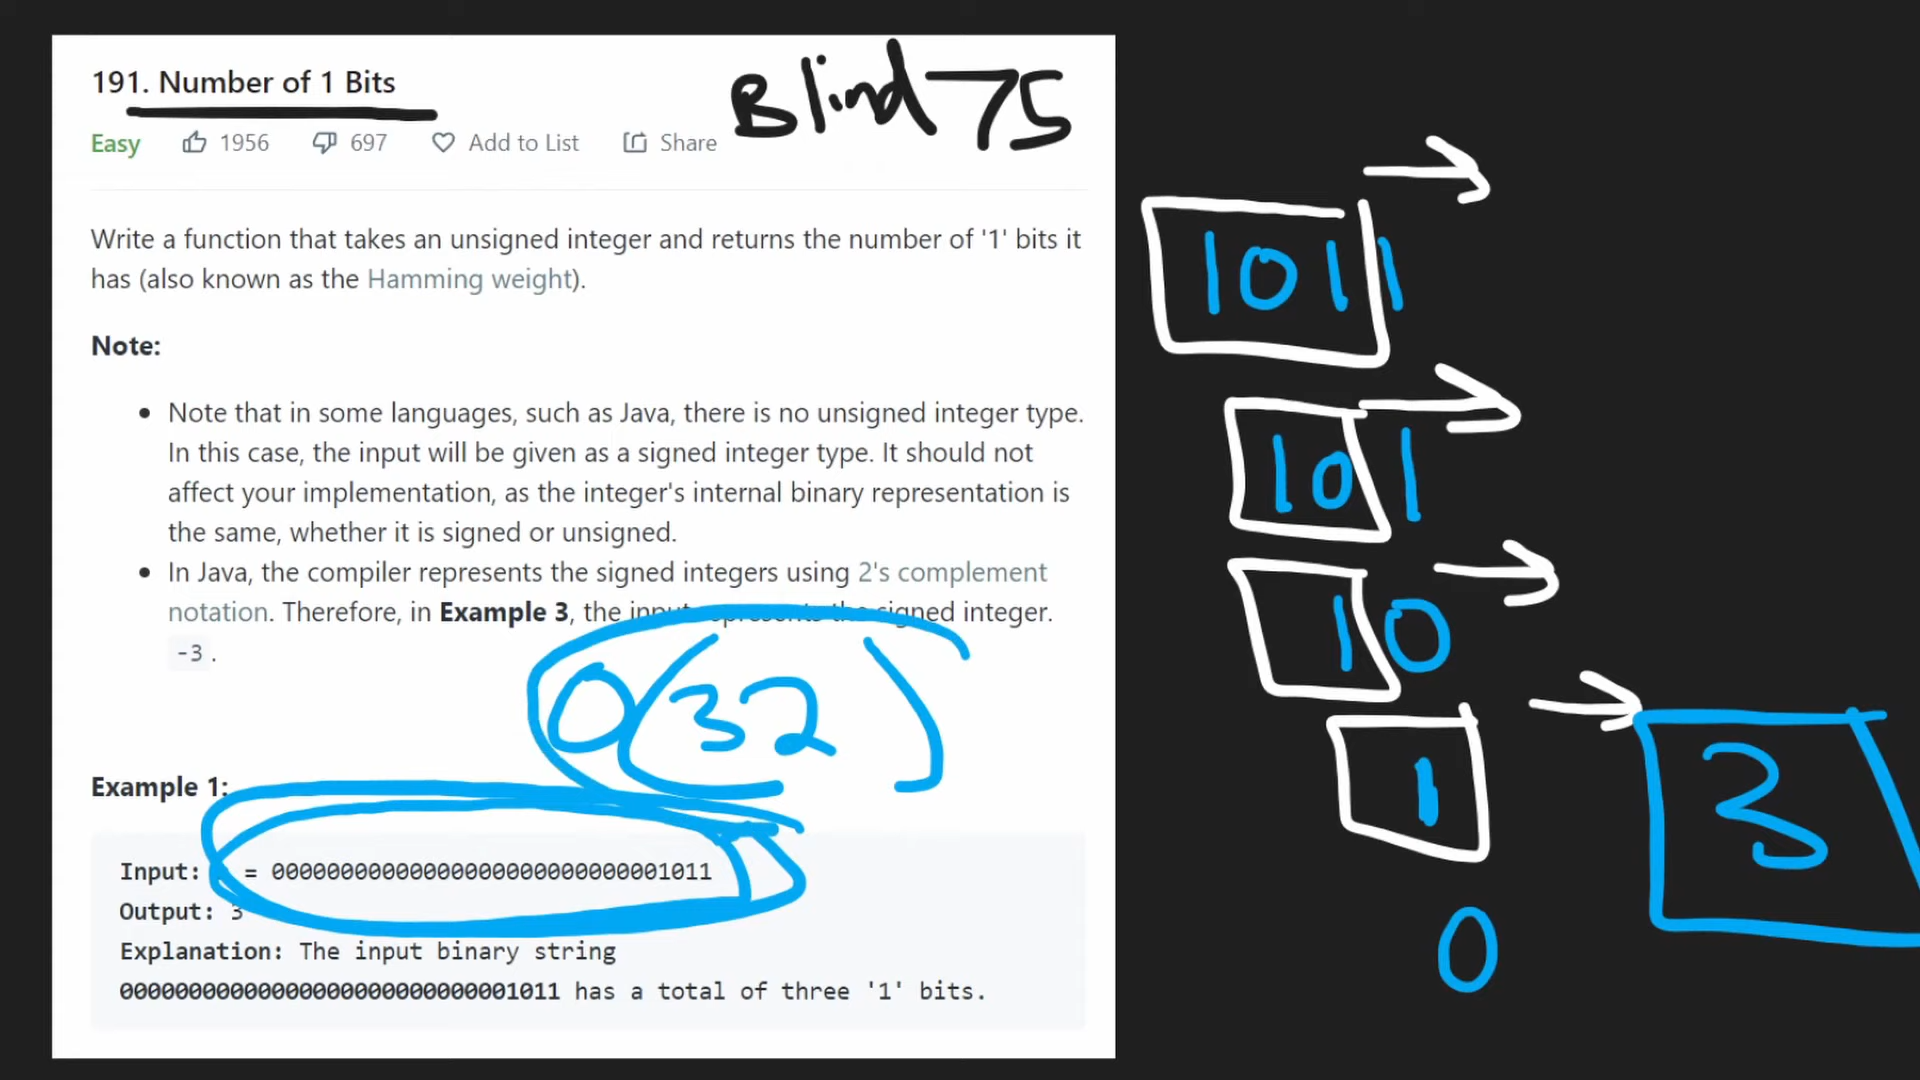 191. Number of 1 Bits
Blind 75
Easy 1956 697 Add to List Share
Write a function that takes an unsigned integer and returns the number of '1' bits it
has (also known as the Hamming weight).
Note:
• Note that in some languages, such as Java, there is no unsigned integer type.
In this case, the input will be given as a signed integer type. It should not
affect your implementation, as the integer's internal binary representation is
the same, whether it is signed or unsigned.
• In Java, the compiler represents the signed integers using 2's complement
notation. Therefore, in Example 3, the input represents the signed integer.
-3.
O(32)
Example 1:
Input: = 00000000000000000000000000001011
Output: 3
Explanation: The input binary string
00000000000000000000000000001011 has a total of three '1' bits.
1011
101
10
1
3
0